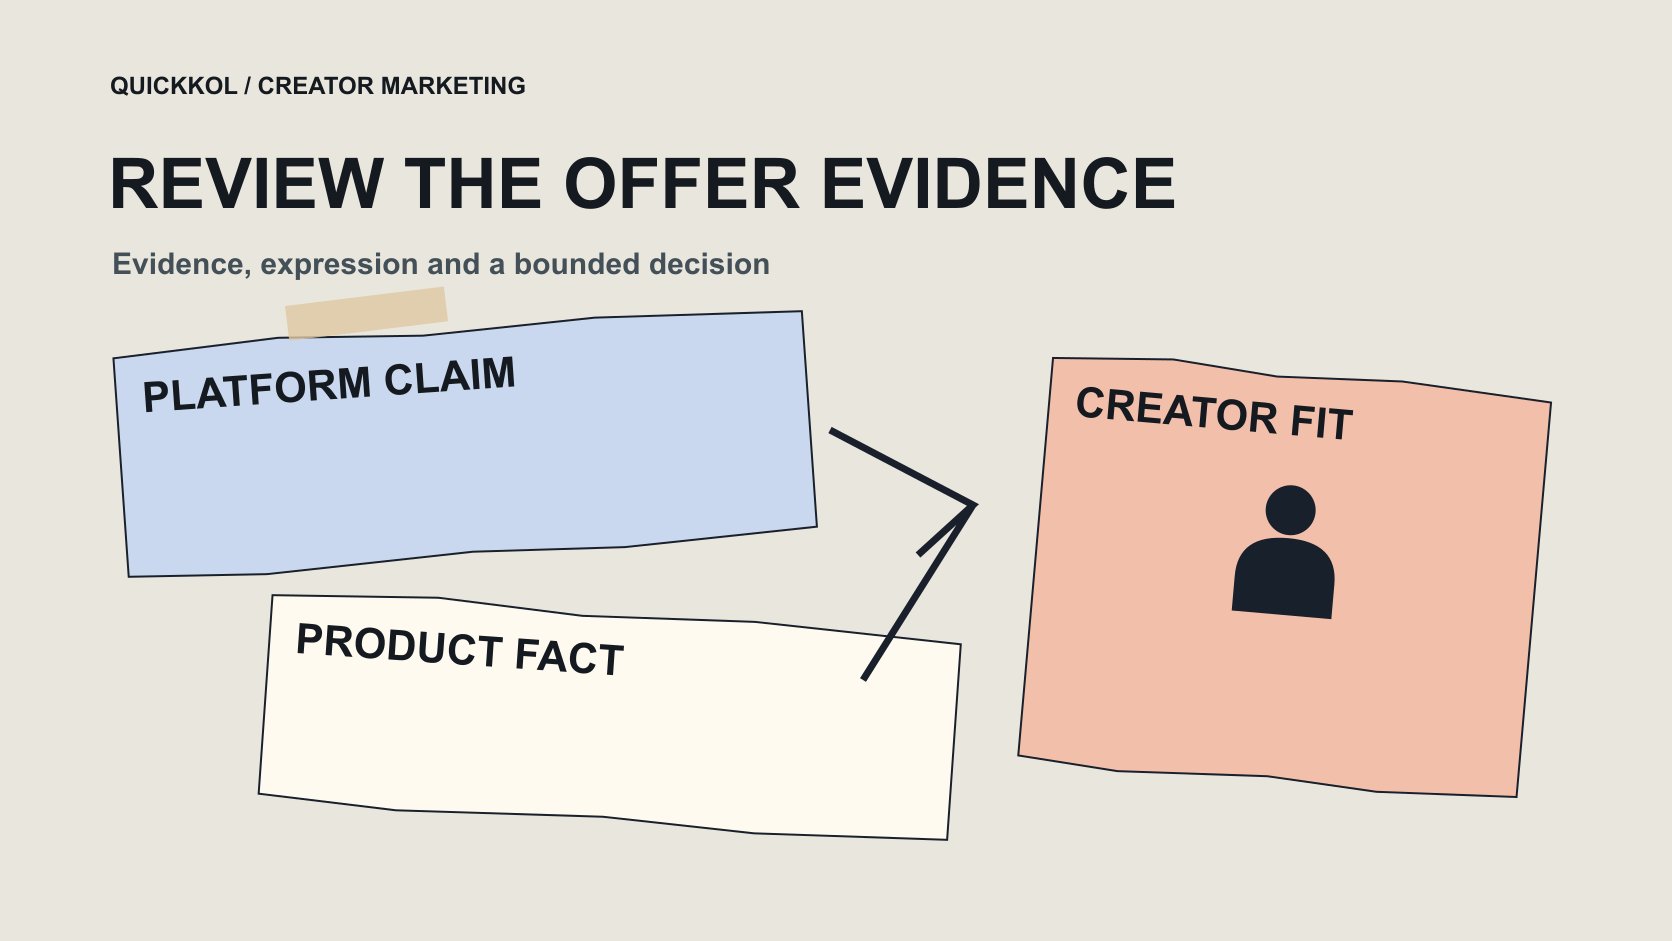 QUICKKOL / CREATOR MARKETING
REVIEW THE OFFER EVIDENCE
Evidence, expression and a bounded decision
PLATFORM CLAIM
CREATOR FIT
PRODUCT FACT